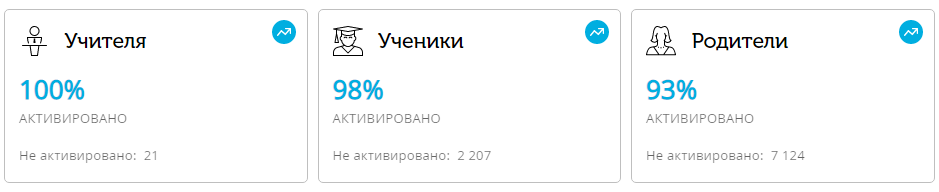 Учителя
100%
АКТИВИРОВАНО
Не активировано: 21
Ученики
98%
АКТИВИРОВАНО
Не активировано: 2 207
Родители
93%
АКТИВИРОВАНО
Не активировано: 7 124